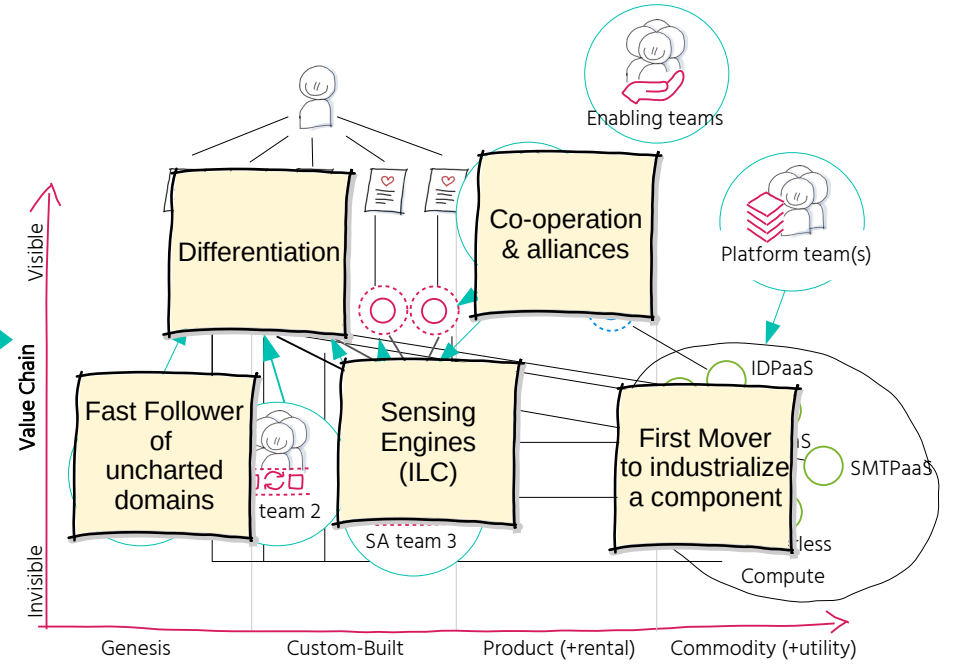 Enabling teams
Platform team(s)
Differentiation
Co-operation
& alliances
Visible
Value Chain
Invisible
IDPaaS
SMTPaaS
Fast Follower
of
uncharted
domains
team 2
Sensing
Engines
(ILC)
SA team 3
First Mover
to industrialize
a component
Compute
Genesis
Custom-Built
Product (+rental)
Commodity (+utility)